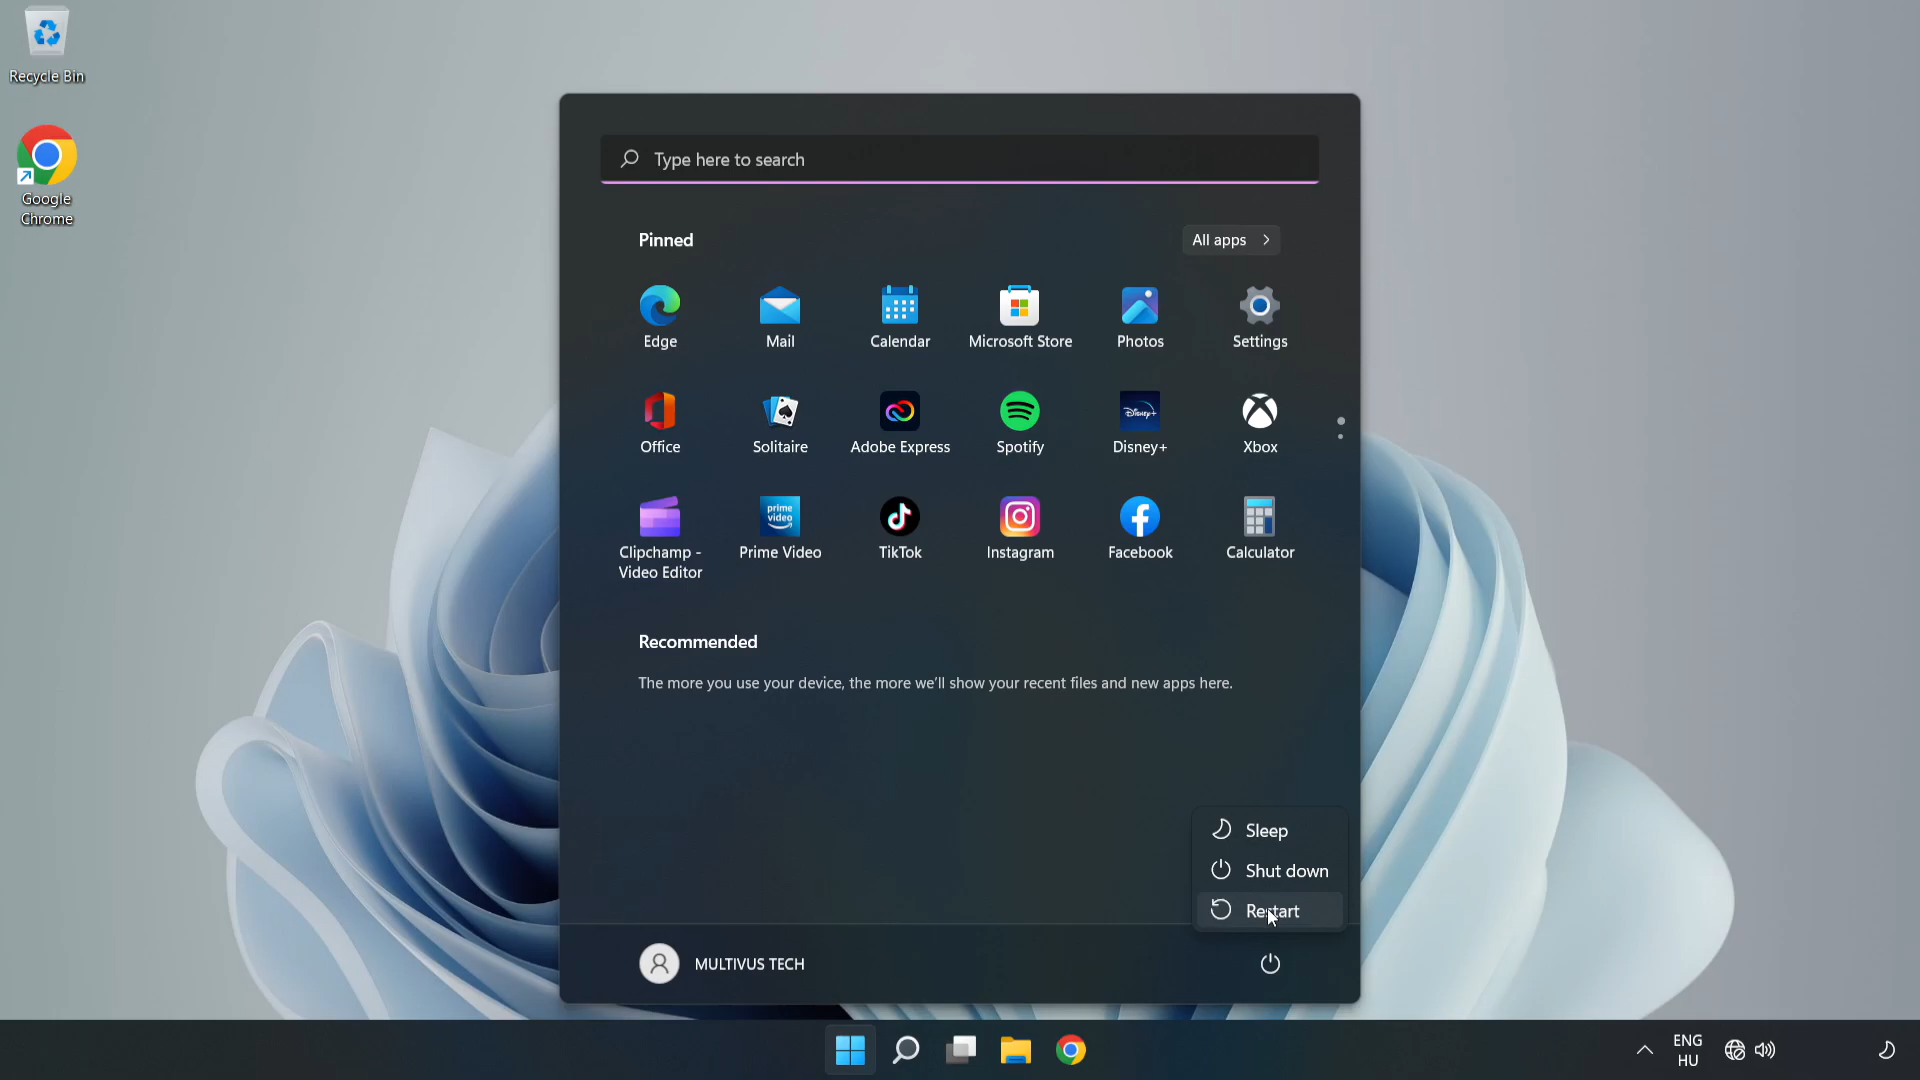 Recycle Bin
Google
Chrome
Type here to search
Pinned
All apps
Edge
Mail
Calendar
Microsoft Store
Photos
Settings
Office
Solitaire
Adobe Express
Spotify
Disney+
Disney+
Xbox
prime
video
Clipchamp -
Video Editor
Prime Video
TikTok
Instagram
Facebook
Calculator
Recommended
The more you use your device, the more we'll show your recent files and new apps here.
Sleep
Shut down
Restart
MULTIVUS TECH
ENG
HU